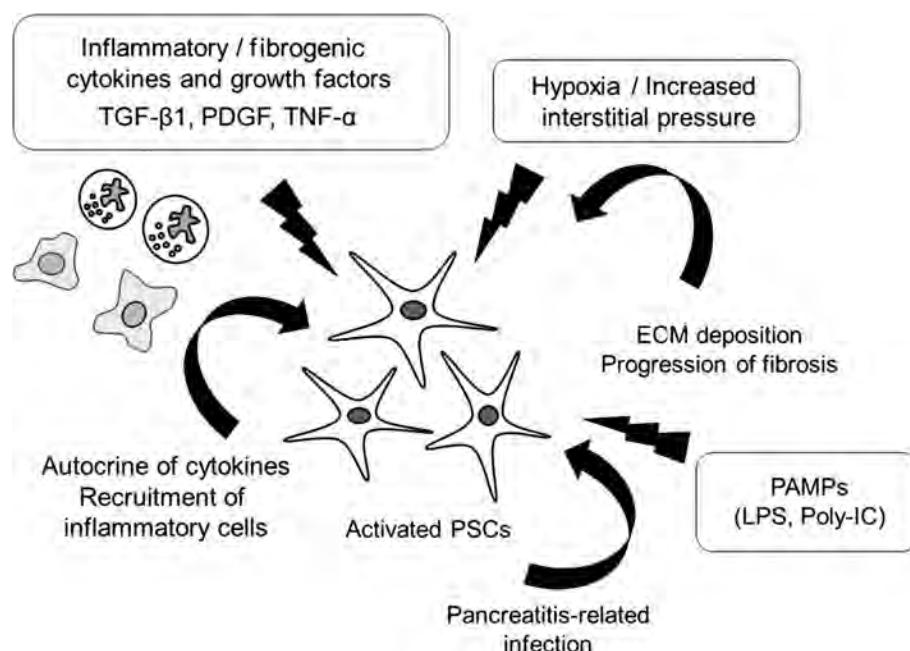 Inflammatory / fibrogenic
cytokines and growth factors
TGF-β1, PDGF, TNF-α
Hypoxia / Increased
interstitial pressure
ECM deposition
Progression of fibrosis
Autocrine of cytokines
Recruitment of
inflammatory cells
Activated PSCs
PAMPs
(LPS, Poly-IC)
Pancreatitis-related
infection